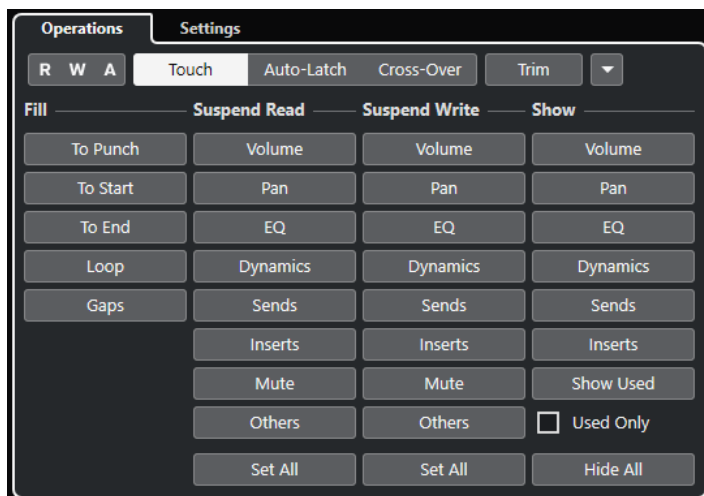 Operations Settings
R W A Touch Auto-Latch Cross-Over Trim
Fill Suspend Read Suspend Write Show
To Punch Volume Volume Volume
To Start Pan Pan Pan
To End EQ EQ EQ
Loop Dynamics Dynamics Dynamics
Gaps Sends Sends Sends
Inserts Inserts Inserts
Mute Mute Show Used
Others Others Used Only
Set All Set All Hide All